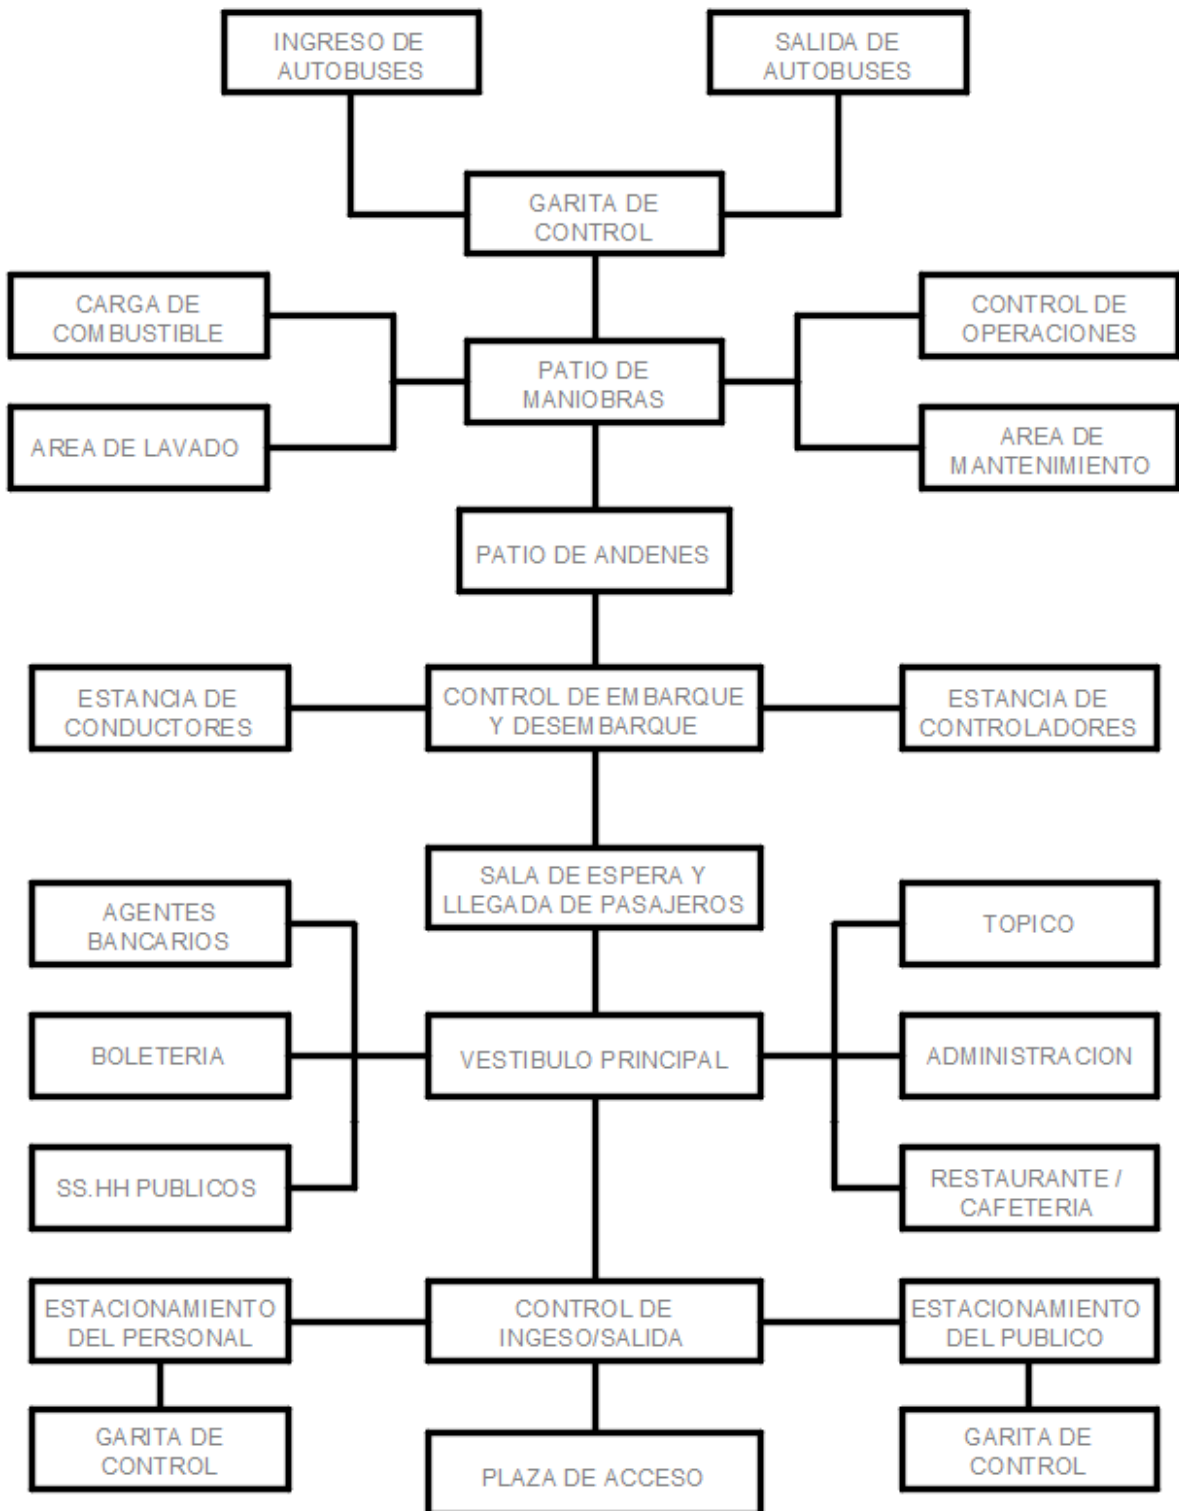 INGRESO DE
AUTOBUSES
SALIDA DE
AUTOBUSES
GARITA DE
CONTROL
CARGA DE
COMBUSTIBLE
CONTROL DE
OPERACIONES
PATIO DE
MANIOBRAS
AREA DE LAVADO
AREA DE
MANTENIMIENTO
PATIO DE ANDENES
ESTANCIA DE
CONDUCTORES
CONTROL DE EMBARQUE
Y DESEMBARQUE
ESTANCIA DE
CONTROLADORES
SALA DE ESPERA Y
LLEGADA DE PASAJEROS
AGENTES
BANCARIOS
TOPICO
BOLETERIA
VESTIBULO PRINCIPAL
ADMINISTRACION
SS.HH PUBLICOS
RESTAURANTE /
CAFETERIA
ESTACIONAMIENTO
DEL PERSONAL
CONTROL DE
INGESO/SALIDA
ESTACIONAMIENTO
DEL PUBLICO
GARITA DE
CONTROL
PLAZA DE ACCESO
GARITA DE
CONTROL